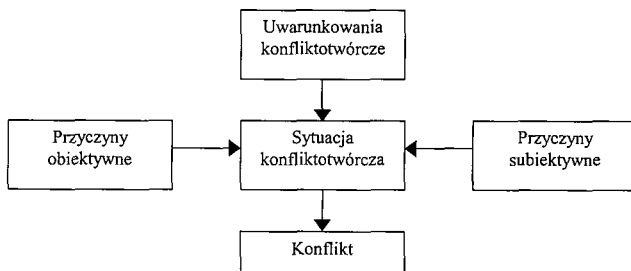 Uwarunkowania
konfliktotwórcze
Przyczyny
obiektywne
Sytuacja
konfliktotwórcza
Przyczyny
subiektywne
Konflikt